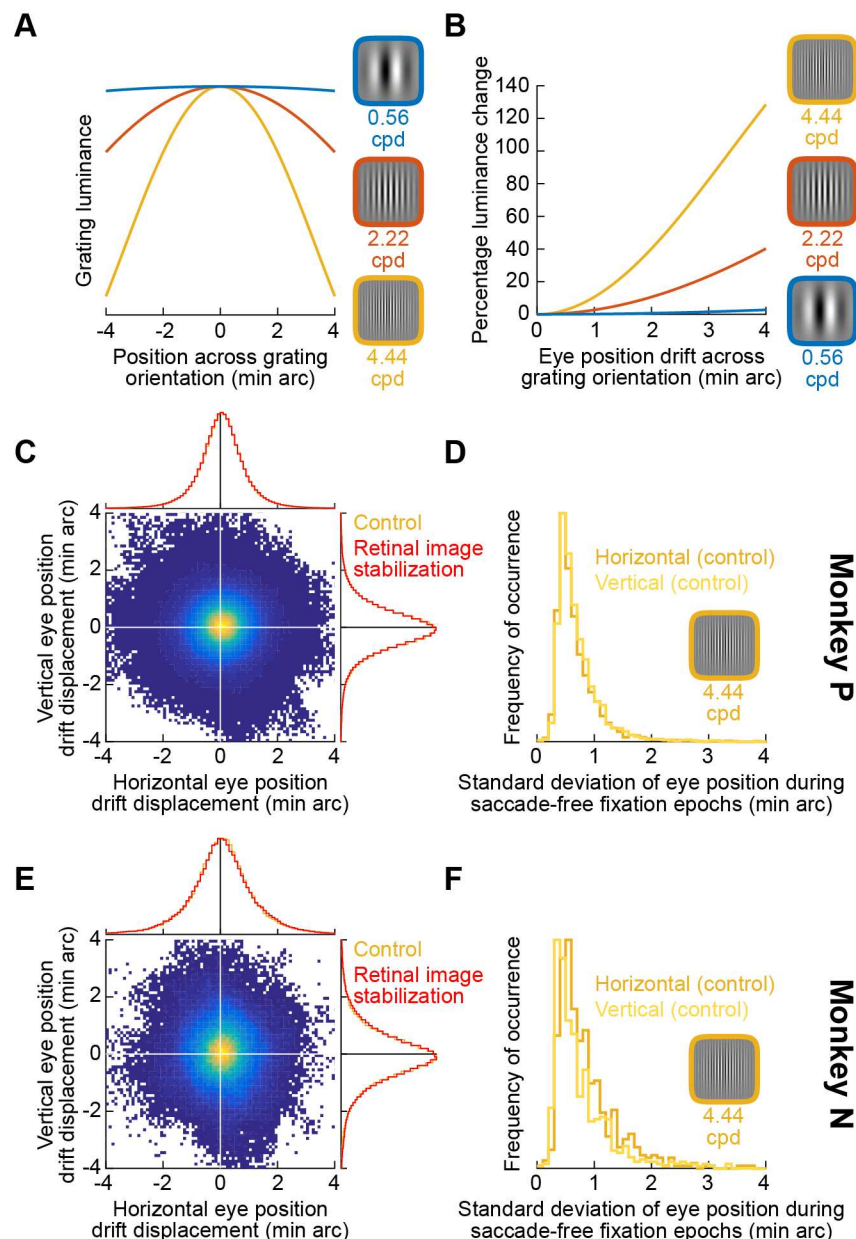 A
Grating luminance
-4 -2 0 2 4
Position across grating
orientation (min arc)
0.56
cpd
2.22
cpd
4.44
cpd
B
Percentage luminance change
140
120
100
80
60
40
20
0
0 1 2 3 4
Eye position drift across
grating orientation (min arc)
4.44
cpd
2.22
cpd
0.56
cpd
C
Control
Retinal image
stabilization
Vertical eye position
drift displacement (min arc)
4
2
0
-2
-4
-4 -2 0 2 4
Horizontal eye position
drift displacement (min arc)
D
Frequency of occurrence
Horizontal (control)
Vertical (control)
4.44
cpd
0 1 2 3 4
Standard deviation of eye position during
saccade-free fixation epochs (min arc)
Monkey P
E
Control
Retinal image
stabilization
Vertical eye position
drift displacement (min arc)
4
2
0
-2
-4
-4 -2 0 2 4
Horizontal eye position
drift displacement (min arc)
F
Frequency of occurrence
Horizontal (control)
Vertical (control)
4.44
cpd
0 1 2 3 4
Standard deviation of eye position during
saccade-free fixation epochs (min arc)
Monkey N